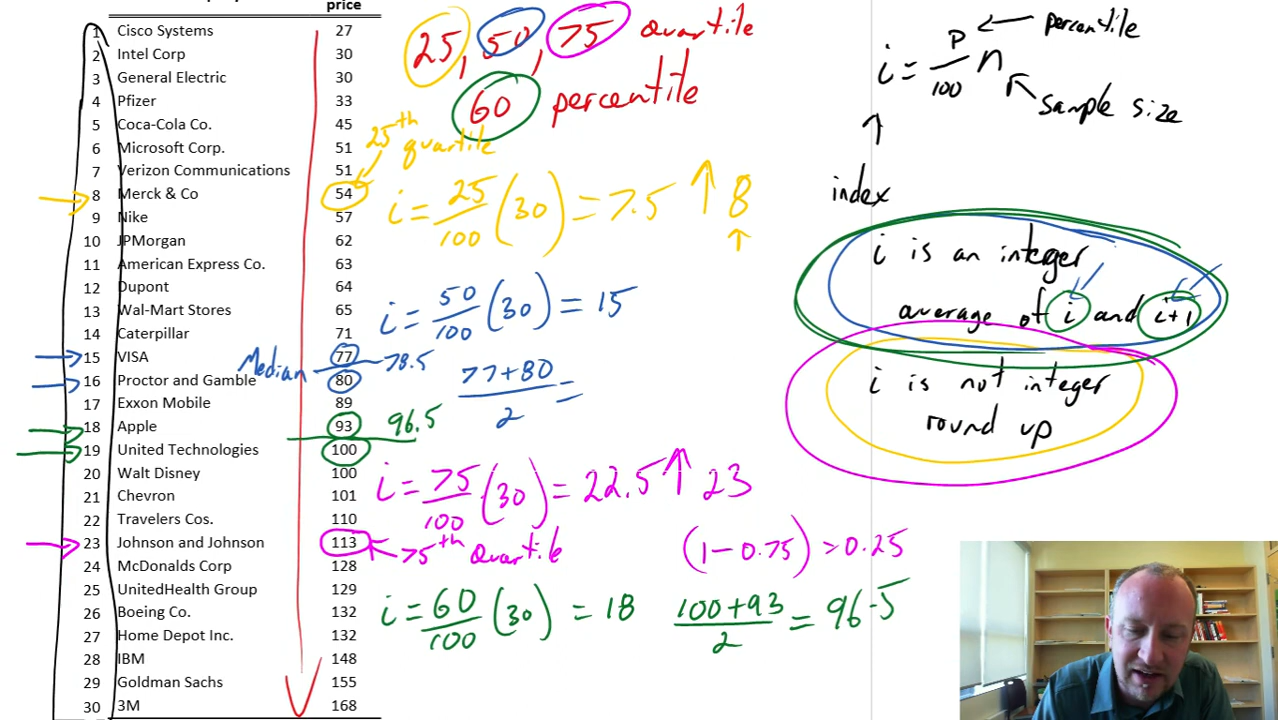 price
1 Cisco Systems 27
2 Intel Corp 30
3 General Electric 30
4 Pfizer 33
5 Coca-Cola Co. 45
6 Microsoft Corp. 51
7 Verizon Communications 51
8 Merck & Co 54
9 Nike 57
10 JPMorgan 62
11 American Express Co. 63
12 Dupont 64
13 Wal-Mart Stores 65
14 Caterpillar 71
15 VISA 77
16 Proctor and Gamble 80
17 Exxon Mobile 89
18 Apple 93
19 United Technologies 100
20 Walt Disney 100
21 Chevron 101
22 Travelers Cos. 110
23 Johnson and Johnson 113
24 McDonalds Corp 128
25 UnitedHealth Group 129
26 Boeing Co. 132
27 Home Depot Inc. 132
28 IBM 148
29 Goldman Sachs 155
30 3M 168
Median 78.5
96.5
25, 50, 75 quartile
60 percentile
25th quartile
i = 25/100 (30) = 7.5 ↑ 8
i = 50/100 (30) = 15
77+80/2 =
i = 75/100 (30) = 22.5 ↑ 23
75th quartile
(1-0.75) > 0.25
i = 60/100 (30) = 18
100+93/2 = 96.5
i = P/100 n
percentile
sample size
index
i is an integer
average of i and i+1
i is not integer
round up